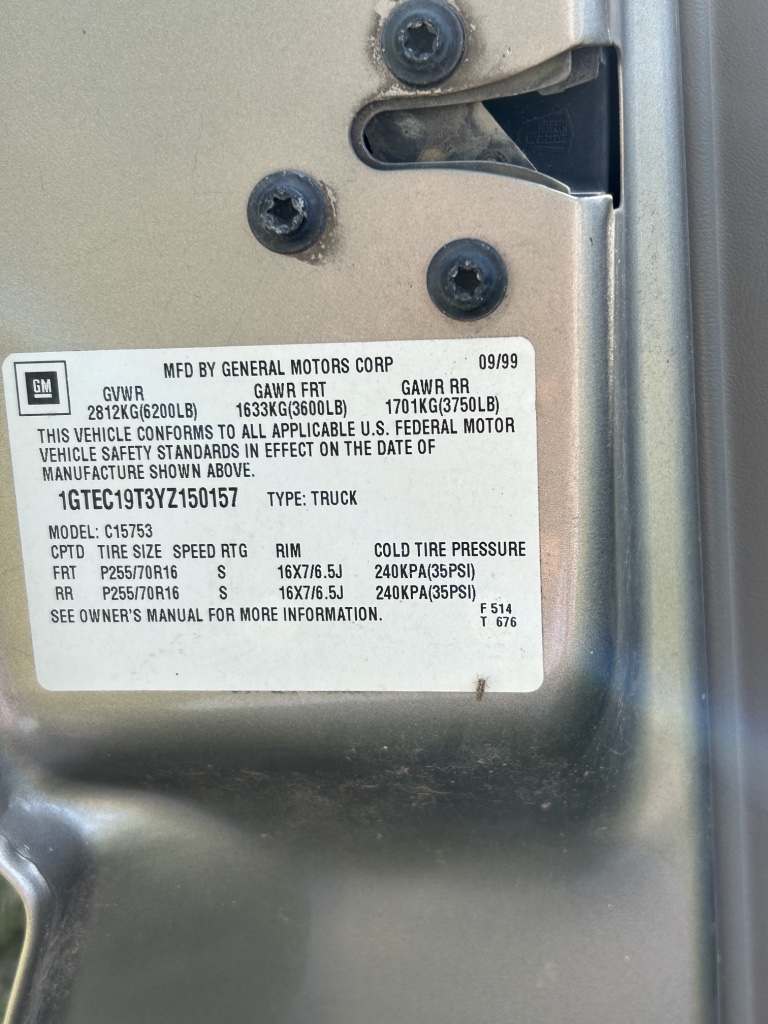 GM
MFD BY GENERAL MOTORS CORP 09/99
GVWR GAWR FRT GAWR RR
2812KG(6200LB) 1633KG(3600LB) 1701KG(3750LB)
THIS VEHICLE CONFORMS TO ALL APPLICABLE U.S. FEDERAL MOTOR
VEHICLE SAFETY STANDARDS IN EFFECT ON THE DATE OF
MANUFACTURE SHOWN ABOVE.
1GTEC19T3YZ150157 TYPE: TRUCK
MODEL: C15753
CPTD TIRE SIZE SPEED RTG RIM COLD TIRE PRESSURE
FRT P255/70R16 S 16X7/6.5J 240KPA(35PSI)
RR P255/70R16 S 16X7/6.5J 240KPA(35PSI)
SEE OWNER'S MANUAL FOR MORE INFORMATION. F 514
T 676